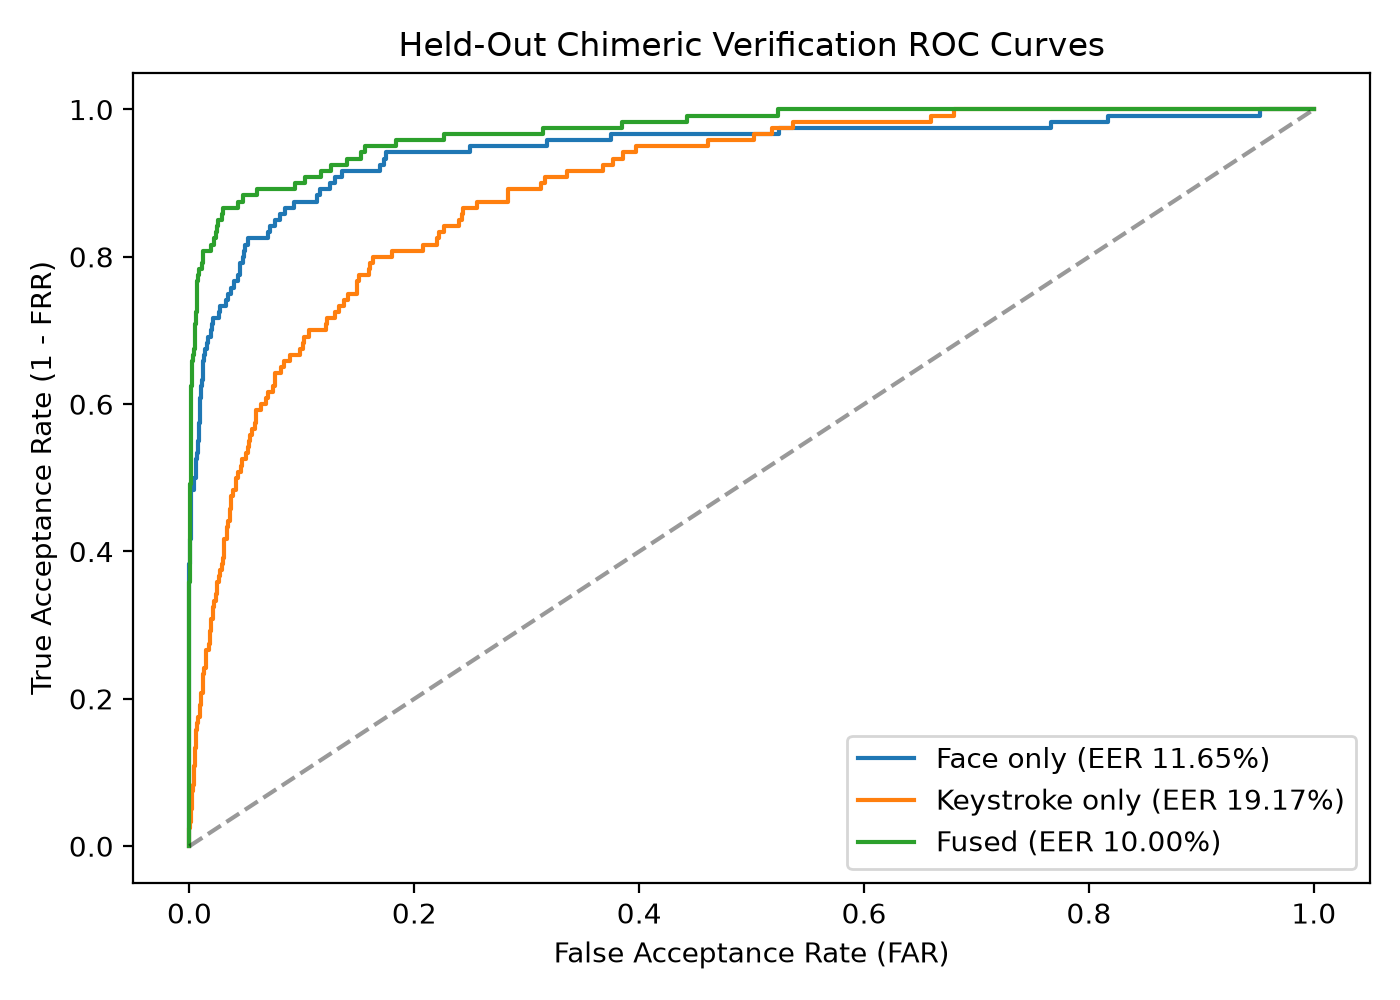 Held-Out Chimeric Verification ROC Curves
True Acceptance Rate (1 - FRR)
1.0
0.8
0.6
0.4
0.2
0.0
0.0 0.2 0.4 0.6 0.8 1.0
False Acceptance Rate (FAR)
Face only (EER 11.65%)
Keystroke only (EER 19.17%)
Fused (EER 10.00%)